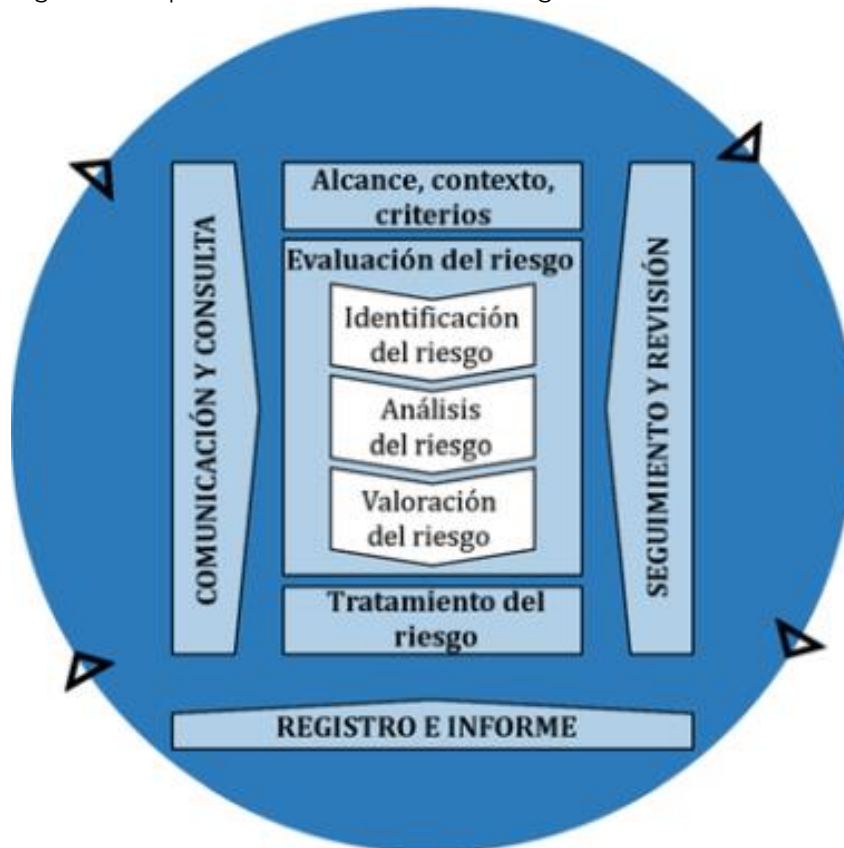 Alcance, contexto,
criterios
Evaluación del riesgo
Identificación
del riesgo
Análisis
del riesgo
Valoración
del riesgo
Tratamiento del
riesgo
COMUNICACIÓN Y CONSULTA
SEGUIMIENTO Y REVISIÓN
REGISTRO E INFORME